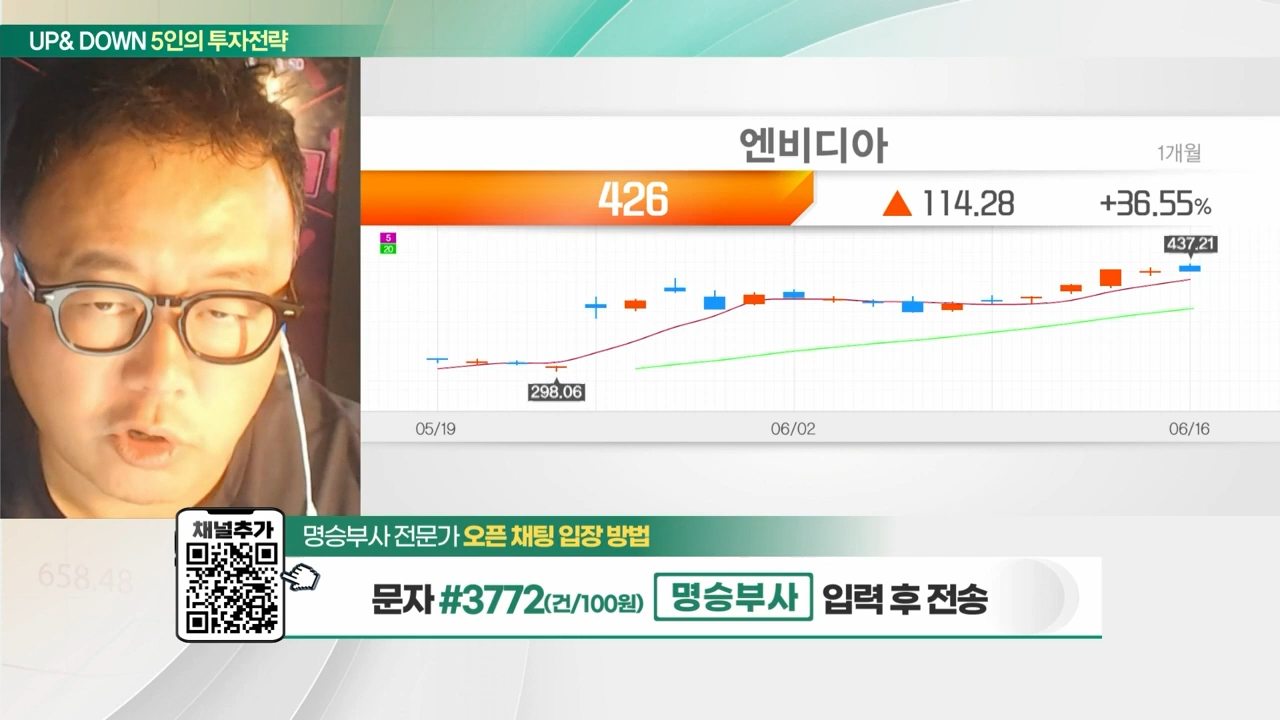 UP& DOWN 5인의 투자전략
엔비디아
1개월
426
▲ 114.28
+36.55%
5
20
437.21
298.06
05/19
06/02
06/16
채널추가
명승부사 전문가 오픈 채팅 입장 방법
658.48
문자 #3772(건/100원) 명승부사 입력 후 전송